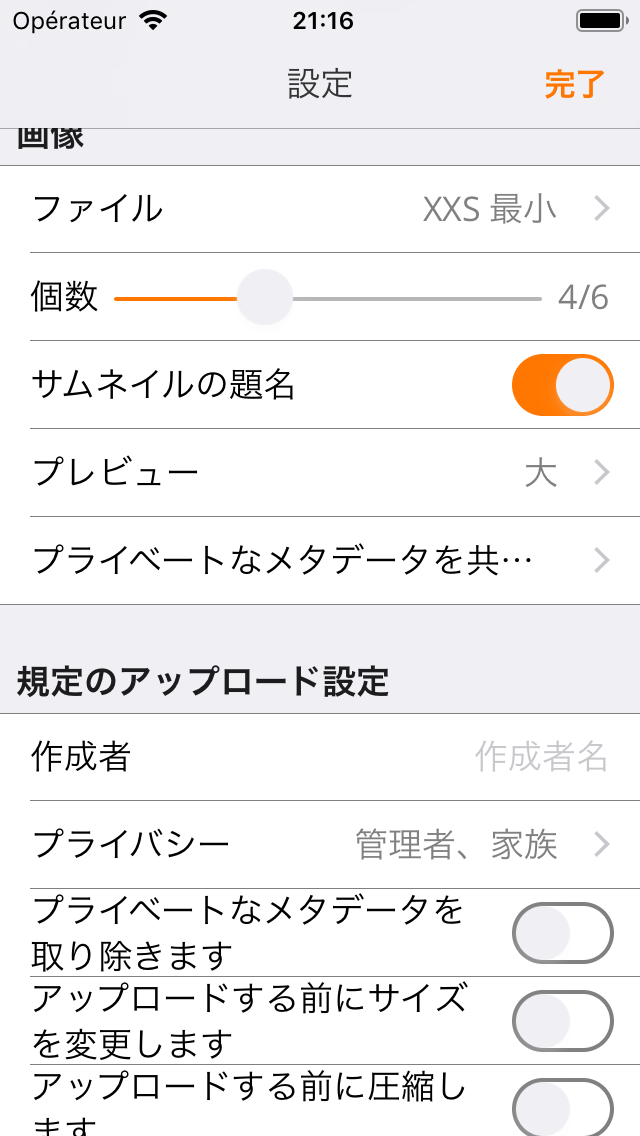 Opérateur 21:16
設定 完了
画像
ファイル XXS 最小
個数 4/6
サムネイルの題名
プレビュー 大
プライベートなメタデータを共…
規定のアップロード設定
作成者 作成者名
プライバシー 管理者、家族
プライベートなメタデータを
取り除きます
アップロードする前にサイズ
を変更します
アップロードする前に圧縮し
ます